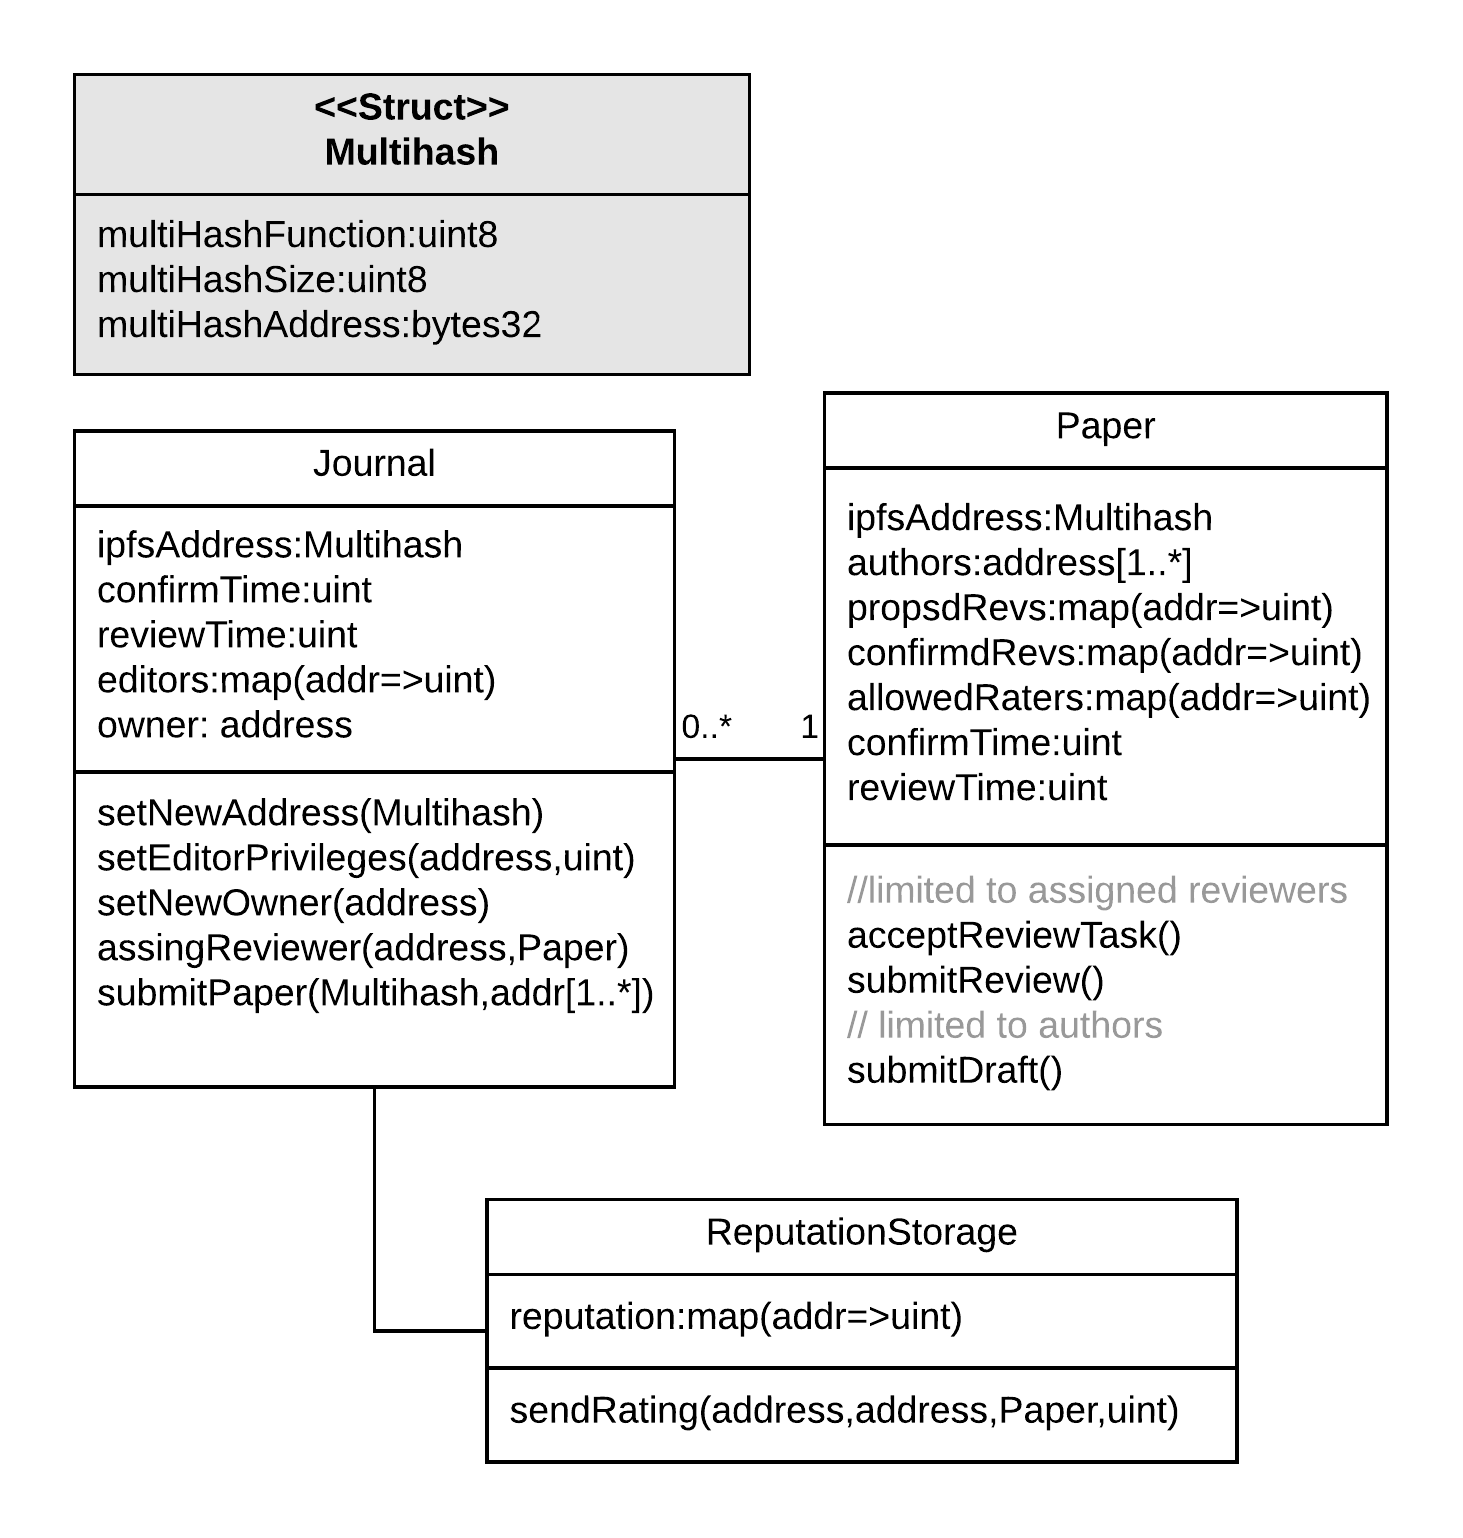 <<Struct>>
Multihash
multiHashFunction:uint8
multiHashSize:uint8
multiHashAddress:bytes32
Journal
ipfsAddress:Multihash
confirmTime:uint
reviewTime:uint
editors:map(addr=>uint)
owner: address
setNewAddress(Multihash)
setEditorPrivileges(address,uint)
setNewOwner(address)
assingReviewer(address,Paper)
submitPaper(Multihash,addr[1..*])
0..*
1
Paper
ipfsAddress:Multihash
authors:address[1..*]
propsdRevs:map(addr=>uint)
confirmdRevs:map(addr=>uint)
allowedRaters:map(addr=>uint)
confirmTime:uint
reviewTime:uint
//limited to assigned reviewers
acceptReviewTask()
submitReview()
// limited to authors
submitDraft()
ReputationStorage
reputation:map(addr=>uint)
sendRating(address,address,Paper,uint)